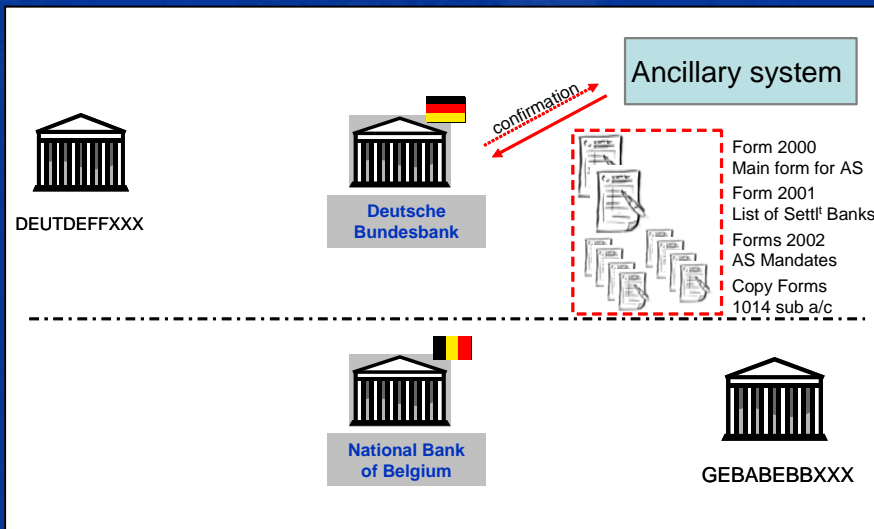 Ancillary system
confirmation
Form 2000
Main form for AS
Form 2001
List of Settlᵗ Banks
Forms 2002
AS Mandates
Copy Forms
1014 sub a/c
DEUTDEFFXXX
Deutsche
Bundesbank
National Bank
of Belgium
GEBABEBBXXX